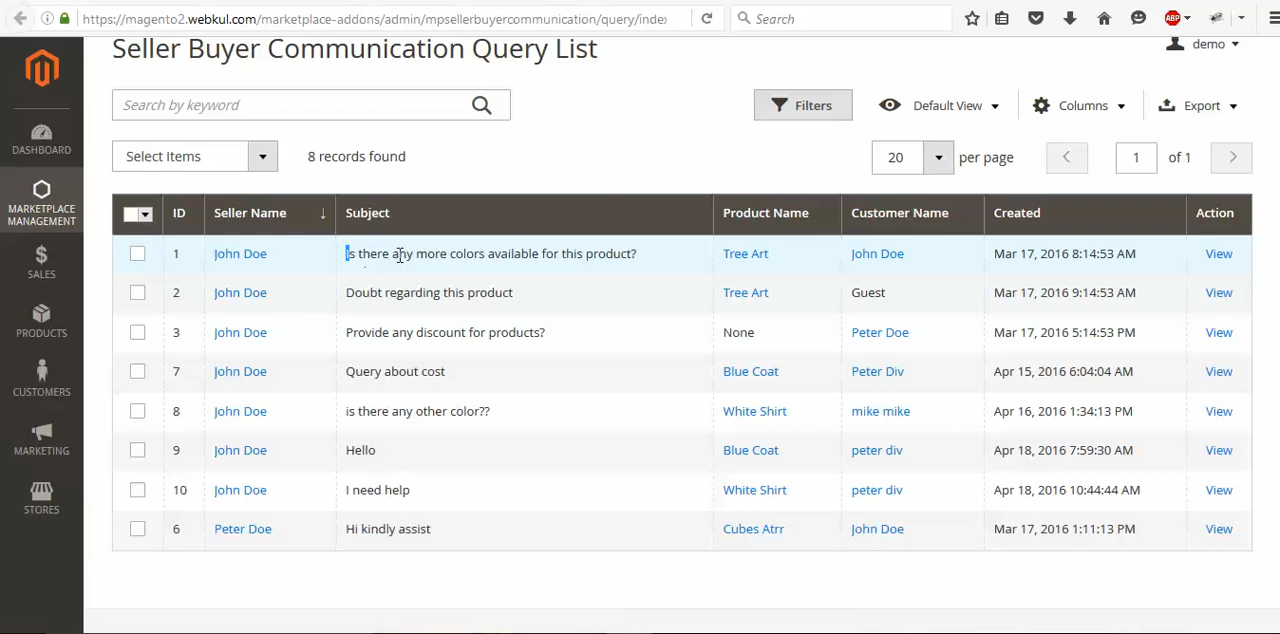 https://magento2.webkul.com/marketplace-addons/admin/mpsellerbuyercommunication/query/index
Search
ABP
Seller Buyer Communication Query List
demo
Search by keyword
Filters
Default View
Columns
Export
Select Items
8 records found
20 per page
1 of 1
DASHBOARD
MARKETPLACE
MANAGEMENT
SALES
PRODUCTS
CUSTOMERS
MARKETING
STORES
ID Seller Name ↓ Subject Product Name Customer Name Created Action
1 John Doe Is there any more colors available for this product? Tree Art John Doe Mar 17, 2016 8:14:53 AM View
2 John Doe Doubt regarding this product Tree Art Guest Mar 17, 2016 9:14:53 AM View
3 John Doe Provide any discount for products? None Peter Doe Mar 17, 2016 5:14:53 PM View
7 John Doe Query about cost Blue Coat Peter Div Apr 15, 2016 6:04:04 AM View
8 John Doe is there any other color?? White Shirt mike mike Apr 16, 2016 1:34:13 PM View
9 John Doe Hello Blue Coat peter div Apr 18, 2016 7:59:30 AM View
10 John Doe I need help White Shirt peter div Apr 18, 2016 10:44:44 AM View
6 Peter Doe Hi kindly assist Cubes Atrr John Doe Mar 17, 2016 1:11:13 PM View